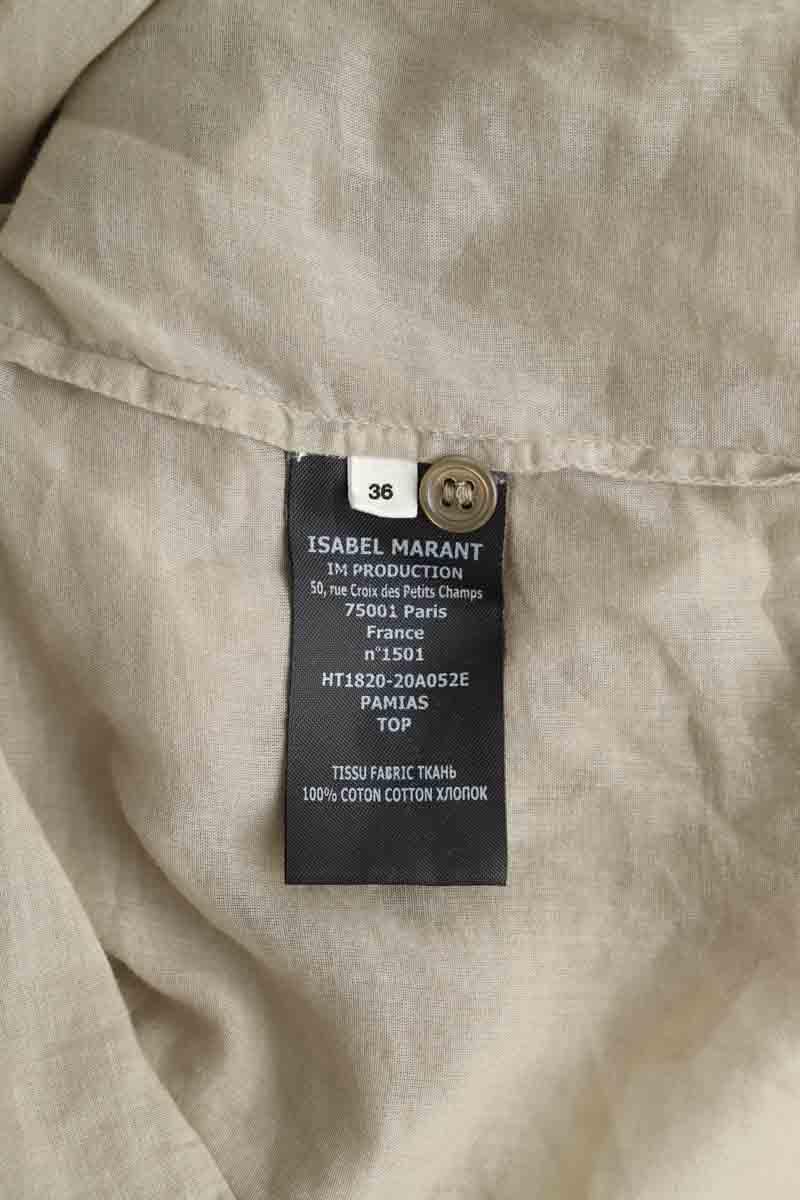 36
ISABEL MARANT
IM PRODUCTION
50, rue Croix des Petits Champs
75001 Paris
France
n°1501
HT1820-20A052E
PAMIAS
TOP
TISSU FABRIC ТКАНЬ
100% COTON COTTON ХЛОПОК